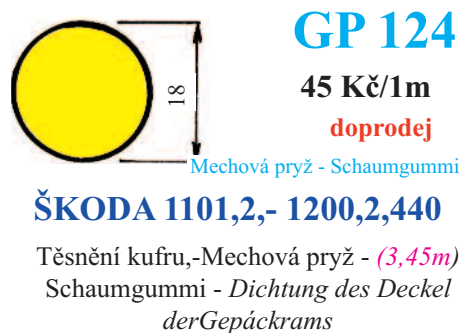 GP 124
18
45 Kč/1m
doprodej
Mechová pryž - Schaumgummi
ŠKODA 1101,2,- 1200,2,440
Těsnění kufru,-Mechová pryž - (3,45m)
Schaumgummi - Dichtung des Deckel
derGepáckrams